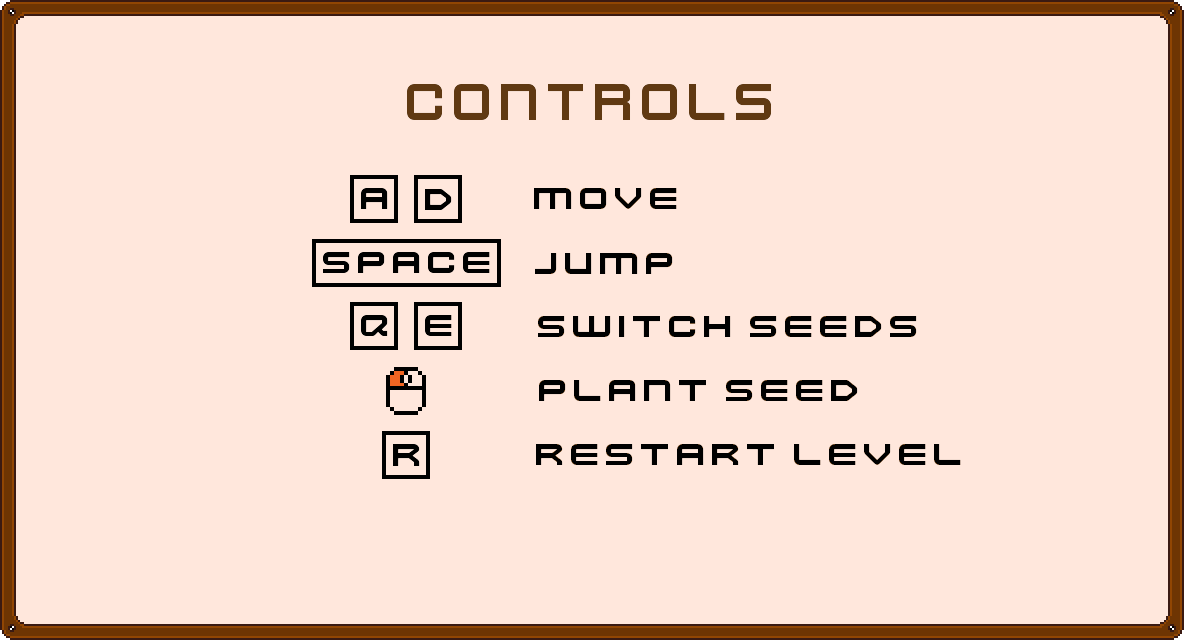 CONTROLS
A D MOVE
SPACE JUMP
Q E SWITCH SEEDS
PLANT SEED
R RESTART LEVEL